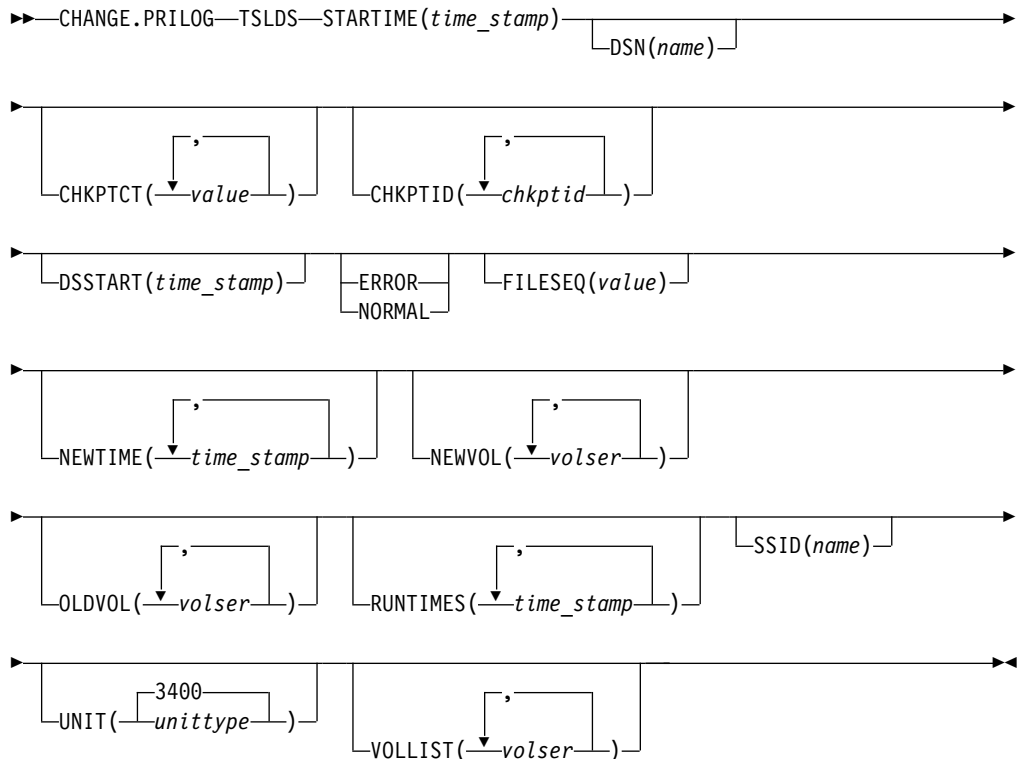 CHANGE.PRILOG TSLDS STARTIME(time_stamp)
DSN(name)
, ,
CHKPTCT( value ) CHKPTID( chkptid )
DSSTART(time_stamp) ERROR FILESEQ(value)
NORMAL
, ,
NEWTIME( time_stamp ) NEWVOL( volser )
, , SSID(name)
OLDVOL( volser ) RUNTIMES( time_stamp )
3400 ,
UNIT( unittype )
VOLLIST( volser )